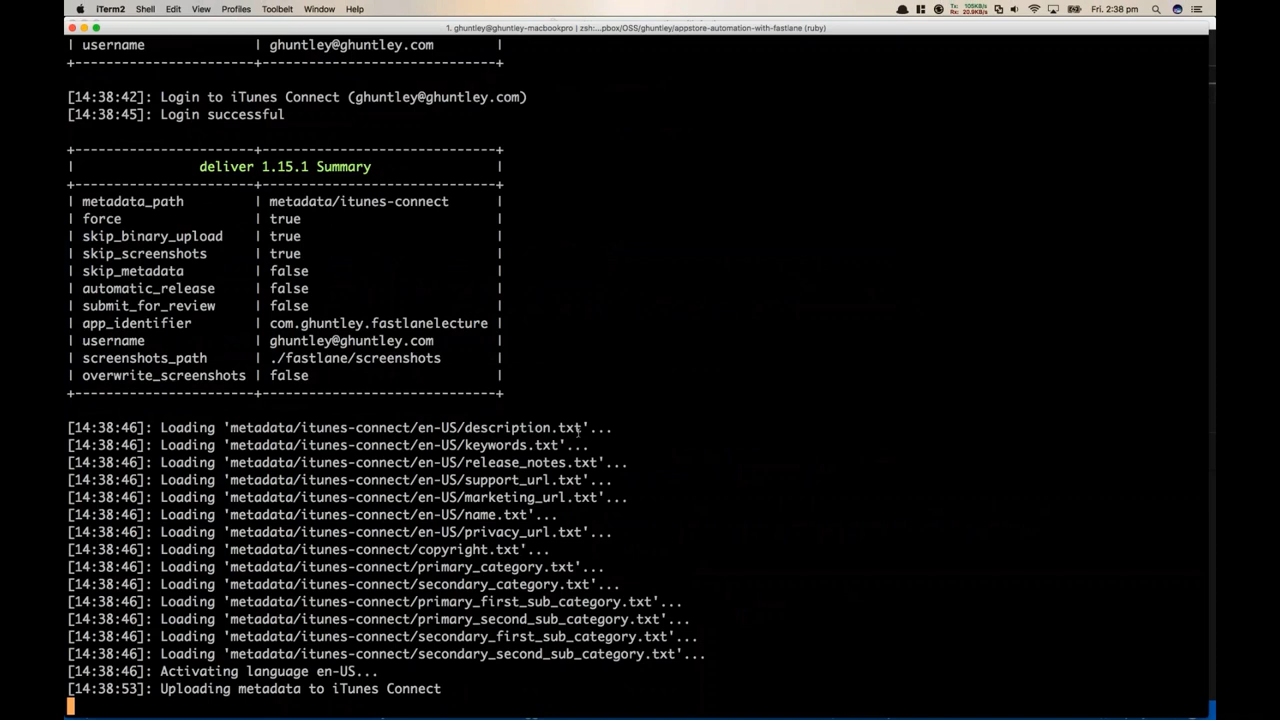 iTerm2 Shell Edit View Profiles Toolbelt Window Help Tx: 105KB/s Rx: 20.9KB/s Fri 2:38 pm
1. ghuntley@ghuntley-macbookpro | zsh:...pbox/OSS/ghuntley/appstore-automation-with-fastlane (ruby)
| username | ghuntley@ghuntley.com |
+----------------------+---------------------------+
[14:38:42]: Login to iTunes Connect (ghuntley@ghuntley.com)
[14:38:45]: Login successful
+----------------------+---------------------------+
| deliver 1.15.1 Summary |
+----------------------+---------------------------+
| metadata_path | metadata/itunes-connect |
| force | true |
| skip_binary_upload | true |
| skip_screenshots | true |
| skip_metadata | false |
| automatic_release | false |
| submit_for_review | false |
| app_identifier | com.ghuntley.fastlanelecture |
| username | ghuntley@ghuntley.com |
| screenshots_path | ./fastlane/screenshots |
| overwrite_screenshots | false |
+----------------------+---------------------------+
[14:38:46]: Loading 'metadata/itunes-connect/en-US/description.txt'...
[14:38:46]: Loading 'metadata/itunes-connect/en-US/keywords.txt'...
[14:38:46]: Loading 'metadata/itunes-connect/en-US/release_notes.txt'...
[14:38:46]: Loading 'metadata/itunes-connect/en-US/support_url.txt'...
[14:38:46]: Loading 'metadata/itunes-connect/en-US/marketing_url.txt'...
[14:38:46]: Loading 'metadata/itunes-connect/en-US/name.txt'...
[14:38:46]: Loading 'metadata/itunes-connect/en-US/privacy_url.txt'...
[14:38:46]: Loading 'metadata/itunes-connect/copyright.txt'...
[14:38:46]: Loading 'metadata/itunes-connect/primary_category.txt'...
[14:38:46]: Loading 'metadata/itunes-connect/secondary_category.txt'...
[14:38:46]: Loading 'metadata/itunes-connect/primary_first_sub_category.txt'...
[14:38:46]: Loading 'metadata/itunes-connect/primary_second_sub_category.txt'...
[14:38:46]: Loading 'metadata/itunes-connect/secondary_first_sub_category.txt'...
[14:38:46]: Loading 'metadata/itunes-connect/secondary_second_sub_category.txt'...
[14:38:46]: Activating language en-US...
[14:38:53]: Uploading metadata to iTunes Connect